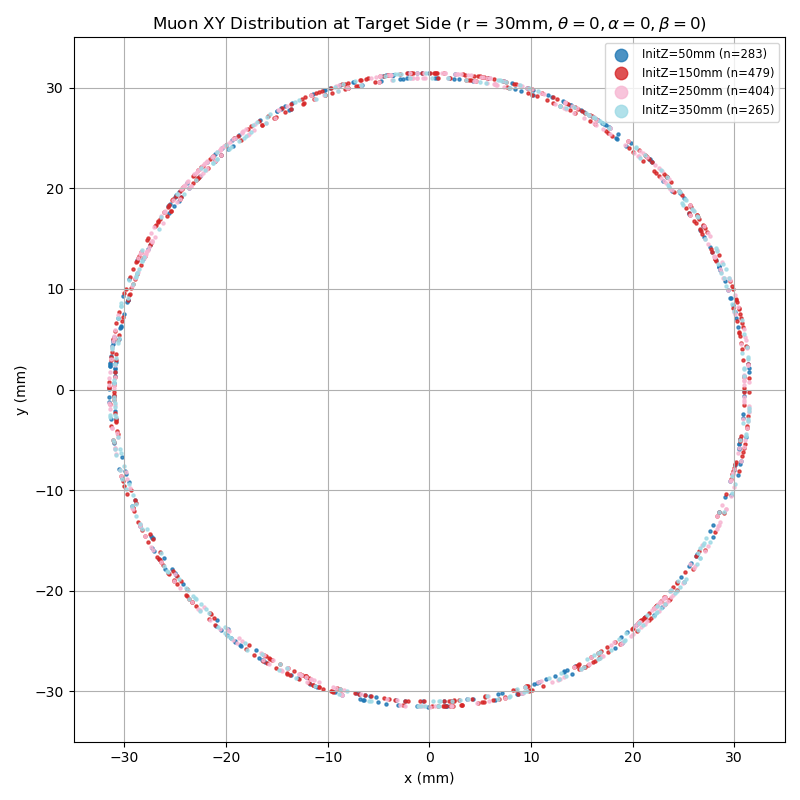 Muon XY Distribution at Target Side (r = 30mm, θ = 0, α = 0, β = 0)
InitZ=50mm (n=283)
InitZ=150mm (n=479)
InitZ=250mm (n=404)
InitZ=350mm (n=265)
y (mm)
30
20
10
0
−10
−20
−30
−30 −20 −10 0 10 20 30
x (mm)